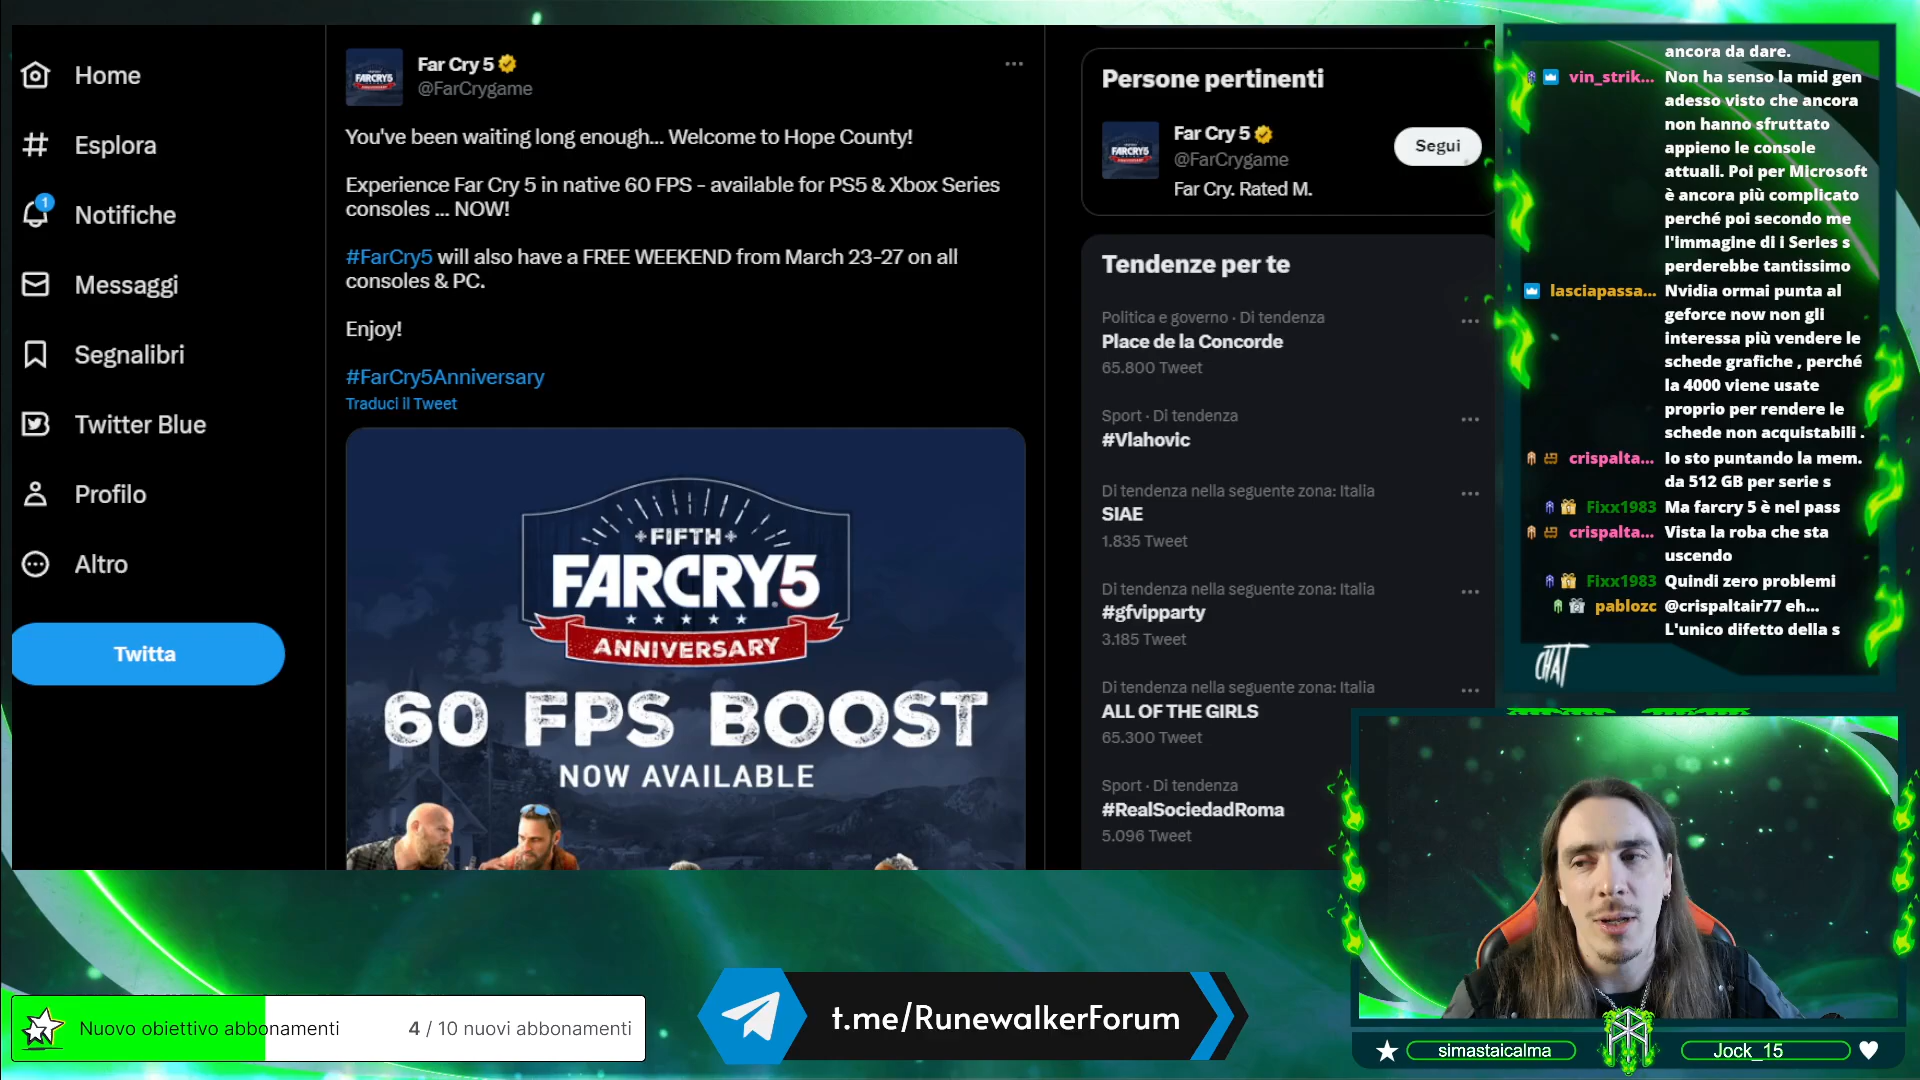 Home
Esplora
1
Notifiche
Messaggi
Segnalibri
Twitter Blue
Profilo
Altro
Twitta
FARCRY5
Far Cry 5
@FarCrygame
You've been waiting long enough... Welcome to Hope County!
Experience Far Cry 5 in native 60 FPS - available for PS5 & Xbox Series
consoles ... NOW!
#FarCry5 will also have a FREE WEEKEND from March 23-27 on all
consoles & PC.
Enjoy!
#FarCry5Anniversary
Traduci il Tweet
FIFTH
FARCRY5
ANNIVERSARY
60 FPS BOOST
NOW AVAILABLE
Persone pertinenti
FARCRY5
Far Cry 5
@FarCrygame
Far Cry. Rated M.
Segui
Tendenze per te
Politica e governo · Di tendenza
Place de la Concorde
65.800 Tweet
Sport · Di tendenza
#Vlahovic
Di tendenza nella seguente zona: Italia
SIAE
1.835 Tweet
Di tendenza nella seguente zona: Italia
#gfvipparty
3.185 Tweet
Di tendenza nella seguente zona: Italia
ALL OF THE GIRLS
65.300 Tweet
Sport · Di tendenza
#RealSociedadRoma
5.096 Tweet
ancora da dare.
vin_strik... Non ha senso la mid gen
adesso visto che ancora
non hanno sfruttato
appieno le console
attuali. Poi per Microsoft
è ancora più complicato
perché poi secondo me
l'immagine di i Series s
perderebbe tantissimo
lasciapassa... Nvidia ormai punta al
geforce now non gli
interessa più vendere le
schede grafiche , perché
la 4000 viene usate
proprio per rendere le
schede non acquistabili .
crispalta... Io sto puntando la mem.
da 512 GB per serie s
Fixx1983 Ma farcry 5 è nel pass
crispalta... Vista la roba che sta
uscendo
Fixx1983 Quindi zero problemi
pablozc @crispaltair77 eh...
L'unico difetto della s
CHAT
Nuovo obiettivo abbonamenti 4 / 10 nuovi abbonamenti
t.me/RunewalkerForum
simastaicalma
Jock_15